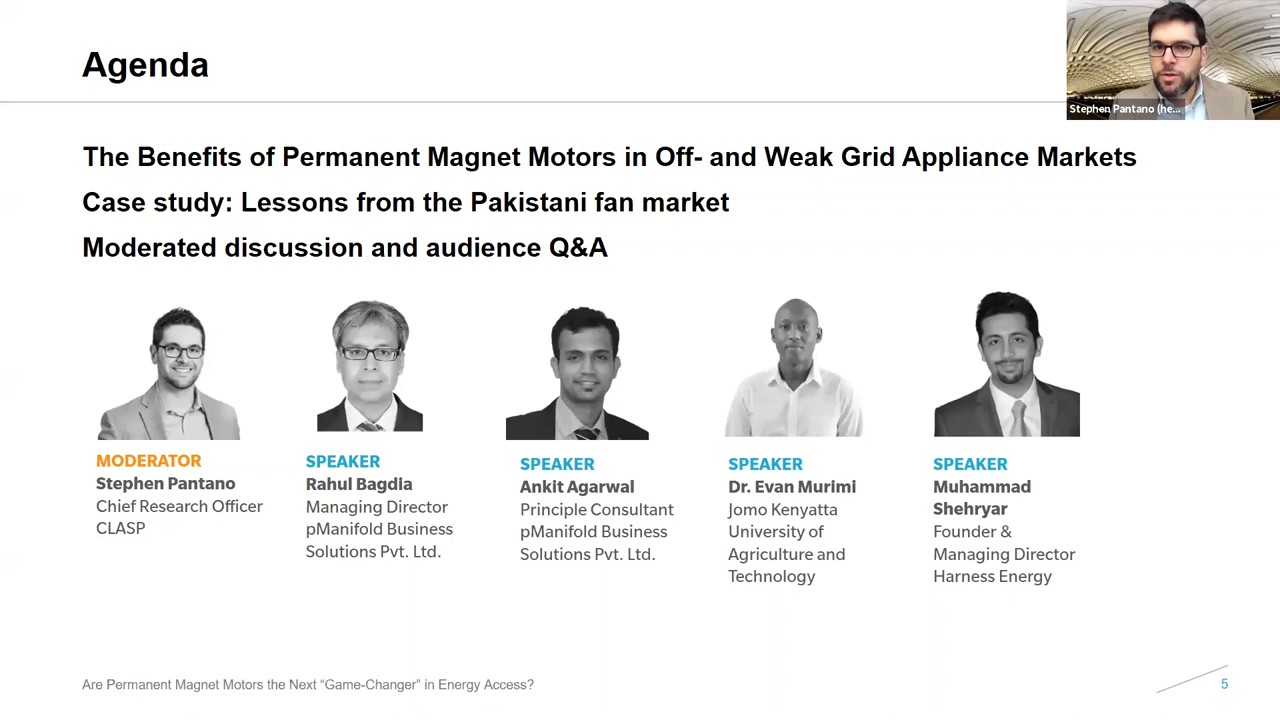 Agenda
Stephen Pantano (he...
The Benefits of Permanent Magnet Motors in Off- and Weak Grid Appliance Markets
Case study: Lessons from the Pakistani fan market
Moderated discussion and audience Q&A
MODERATOR
Stephen Pantano
Chief Research Officer
CLASP
SPEAKER
Rahul Bagdia
Managing Director
pManifold Business
Solutions Pvt. Ltd.
SPEAKER
Ankit Agarwal
Principle Consultant
pManifold Business
Solutions Pvt. Ltd.
SPEAKER
Dr. Evan Murimi
Jomo Kenyatta
University of
Agriculture and
Technology
SPEAKER
Muhammad
Shehryar
Founder &
Managing Director
Harness Energy
Are Permanent Magnet Motors the Next “Game-Changer” in Energy Access?
5